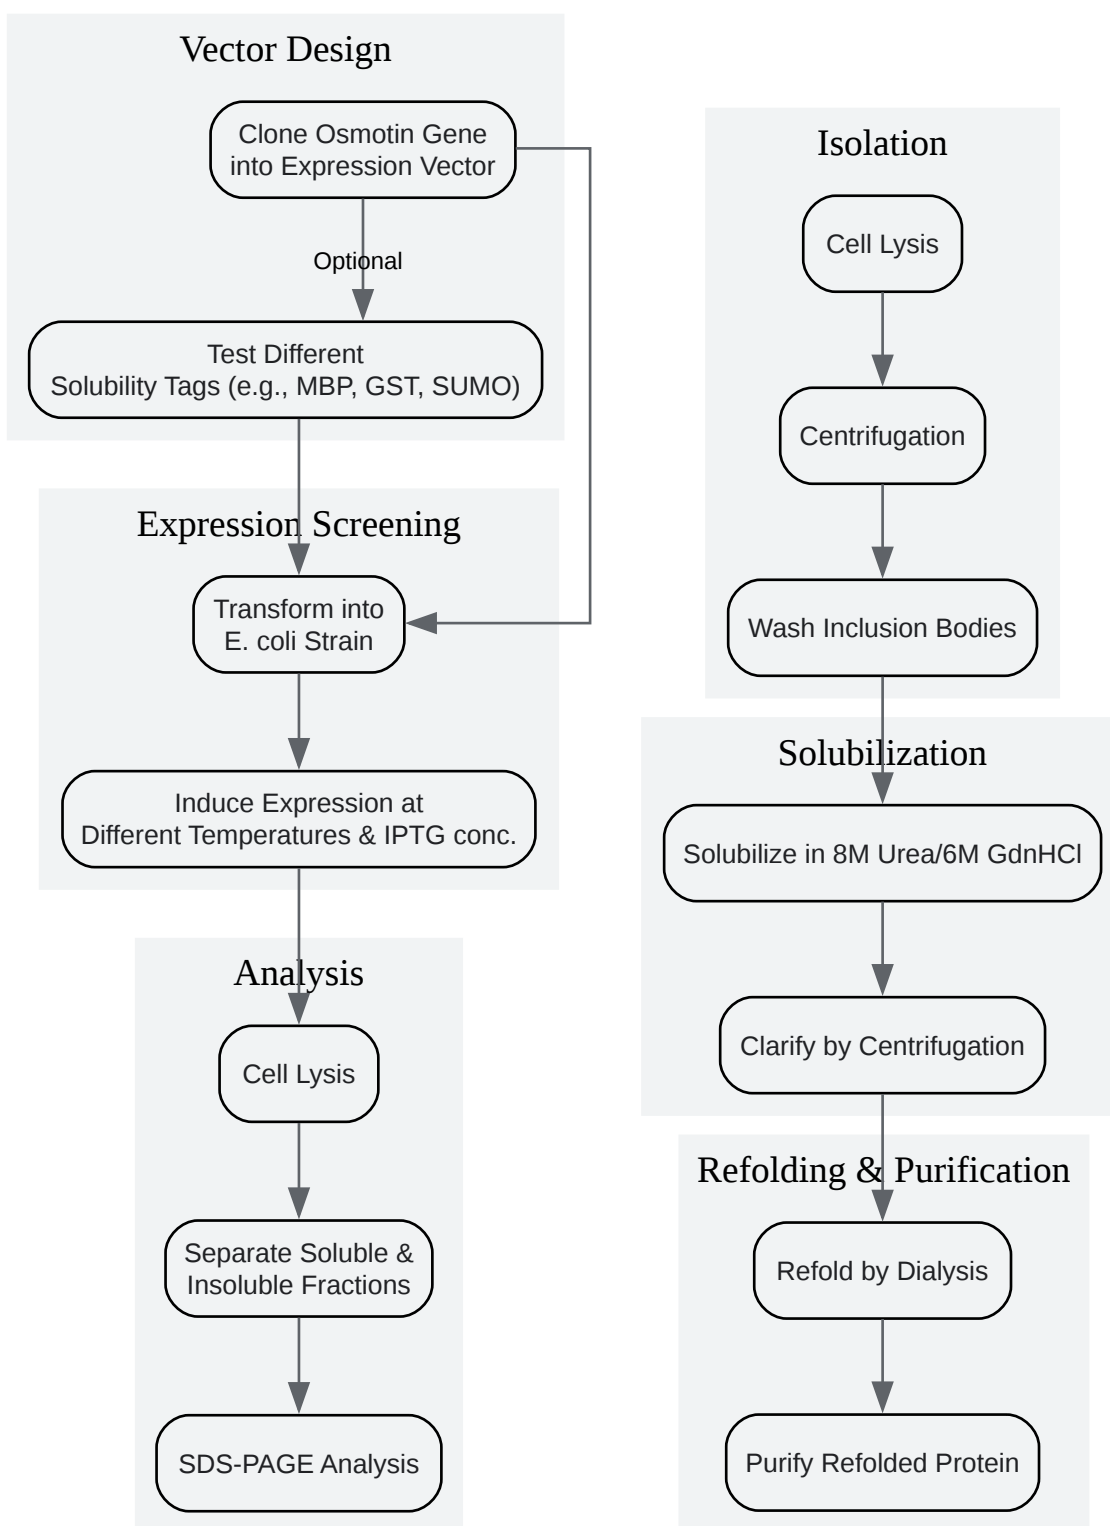 Vector Design
Clone Osmotin Gene
into Expression Vector
Optional
Test Different
Solubility Tags (e.g., MBP, GST, SUMO)
Expression Screening
Transform into
E. coli Strain
Induce Expression at
Different Temperatures & IPTG conc.
Analysis
Cell Lysis
Separate Soluble &
Insoluble Fractions
SDS-PAGE Analysis
Isolation
Cell Lysis
Centrifugation
Wash Inclusion Bodies
Solubilization
Solubilize in 8M Urea/6M GdnHCl
Clarify by Centrifugation
Refolding & Purification
Refold by Dialysis
Purify Refolded Protein